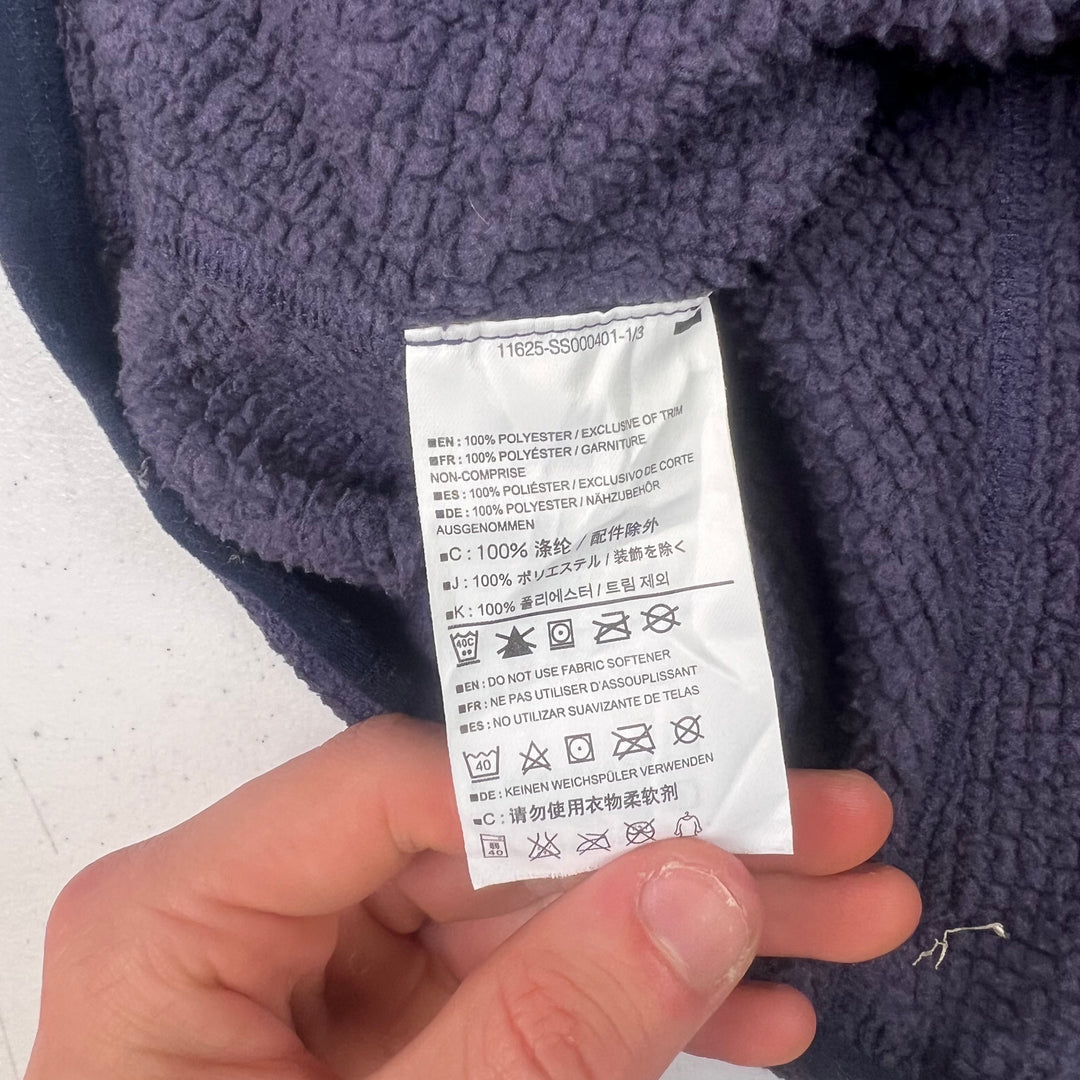 11625-SS000401-1/3
EN : 100% POLYESTER / EXCLUSIVE OF TRIM
FR : 100% POLYÉSTER / GARNITURE
NON-COMPRISE
ES : 100% POLIÉSTER / EXCLUSIVO DE CORTE
DE : 100% POLYESTER / NÄHZUBEHÖR
AUSGENOMMEN
C : 100% 涤纶 / 配件除外
J : 100% ポリエステル / 装飾を除く
K : 100% 폴리에스터 / 트림 제외
40C
EN : DO NOT USE FABRIC SOFTENER
FR : NE PAS UTILISER D'ASSOUPLISSANT
ES : NO UTILIZAR SUAVIZANTE DE TELAS
40
DE : KEINEN WEICHSPÜLER VERWENDEN
C : 请勿使用衣物柔软剂
40